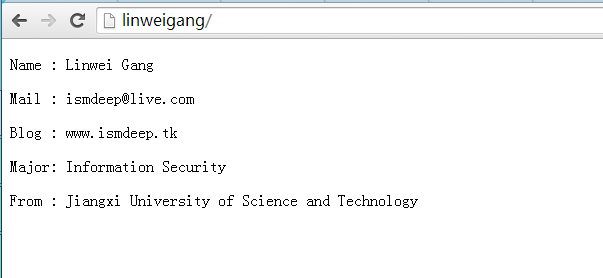 linweigang/
Name : Linwei Gang
Mail : ismdeep@live.com
Blog : www.ismdeep.tk
Major: Information Security
From : Jiangxi University of Science and Technology